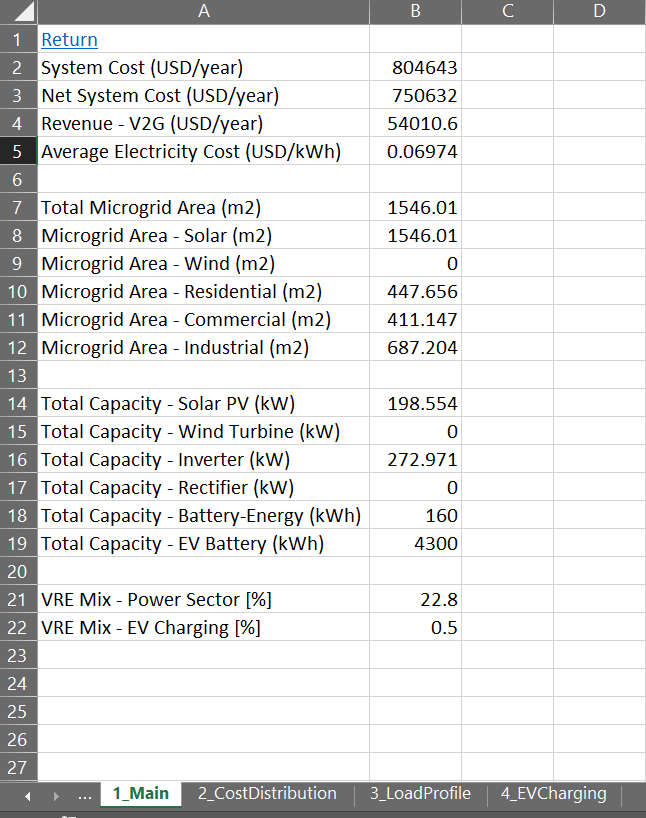 A B C D
1 Return
2 System Cost (USD/year) 804643
3 Net System Cost (USD/year) 750632
4 Revenue - V2G (USD/year) 54010.6
5 Average Electricity Cost (USD/kWh) 0.06974
6
7 Total Microgrid Area (m2) 1546.01
8 Microgrid Area - Solar (m2) 1546.01
9 Microgrid Area - Wind (m2) 0
10 Microgrid Area - Residential (m2) 447.656
11 Microgrid Area - Commercial (m2) 411.147
12 Microgrid Area - Industrial (m2) 687.204
13
14 Total Capacity - Solar PV (kW) 198.554
15 Total Capacity - Wind Turbine (kW) 0
16 Total Capacity - Inverter (kW) 272.971
17 Total Capacity - Rectifier (kW) 0
18 Total Capacity - Battery-Energy (kWh) 160
19 Total Capacity - EV Battery (kWh) 4300
20
21 VRE Mix - Power Sector [%] 22.8
22 VRE Mix - EV Charging [%] 0.5
23
24
25
26
27
... 1_Main 2_CostDistribution 3_LoadProfile 4_EVCharging